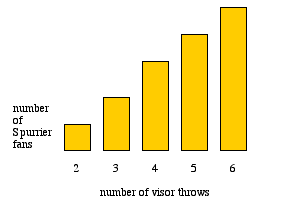 number
of
Spurrier
fans
2 3 4 5 6
number of visor throws